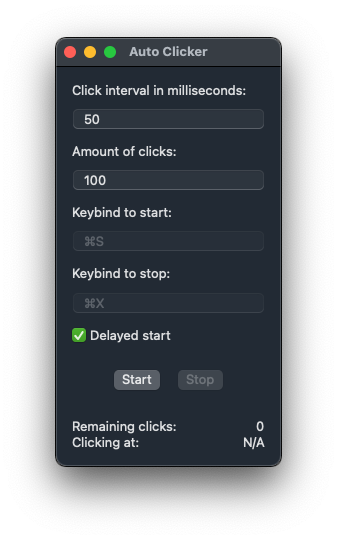 Auto Clicker
Click interval in milliseconds:
50
Amount of clicks:
100
Keybind to start:
⌘S
Keybind to stop:
⌘X
Delayed start
Start Stop
Remaining clicks: 0
Clicking at: N/A